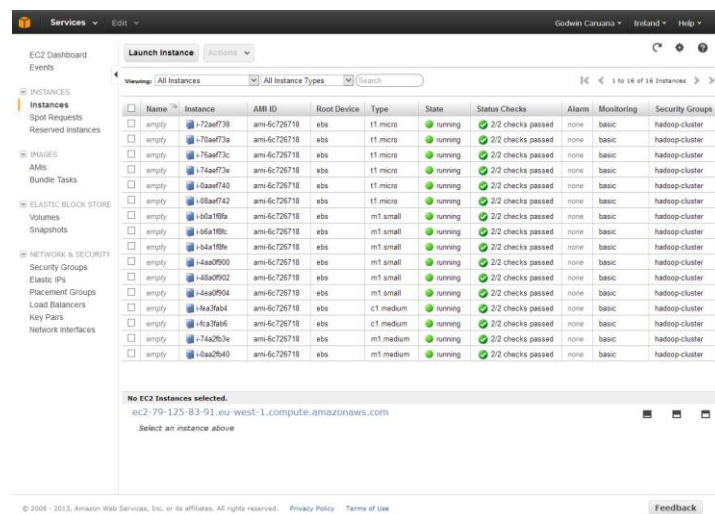 Services Edit Godwin Caruana Ireland Help
EC2 Dashboard
Events
INSTANCES
Instances
Spot Requests
Reserved Instances
IMAGES
AMIs
Bundle Tasks
ELASTIC BLOCK STORE
Volumes
Snapshots
NETWORK & SECURITY
Security Groups
Elastic IPs
Placement Groups
Load Balancers
Key Pairs
Network Interfaces
Launch Instance Actions
Viewing: All Instances All Instance Types Search 1 to 16 of 16 Instances
Name Instance AMI ID Root Device Type State Status Checks Alarm Monitoring Security Groups
empty i-72aef738 ami-6c726718 ebs t1.micro running 2/2 checks passed none basic hadoop-cluster
empty i-70aef73a ami-6c726718 ebs t1.micro running 2/2 checks passed none basic hadoop-cluster
empty i-76aef73c ami-6c726718 ebs t1.micro running 2/2 checks passed none basic hadoop-cluster
empty i-74aef73e ami-6c726718 ebs t1.micro running 2/2 checks passed none basic hadoop-cluster
empty i-0aaef740 ami-6c726718 ebs t1.micro running 2/2 checks passed none basic hadoop-cluster
empty i-08aef742 ami-6c726718 ebs t1.micro running 2/2 checks passed none basic hadoop-cluster
empty i-b0a1f8fa ami-6c726718 ebs m1.small running 2/2 checks passed none basic hadoop-cluster
empty i-b6a1f8fc ami-6c726718 ebs m1.small running 2/2 checks passed none basic hadoop-cluster
empty i-b4a1f8fe ami-6c726718 ebs m1.small running 2/2 checks passed none basic hadoop-cluster
empty i-4aa0f900 ami-6c726718 ebs m1.small running 2/2 checks passed none basic hadoop-cluster
empty i-48a0f902 ami-6c726718 ebs m1.small running 2/2 checks passed none basic hadoop-cluster
empty i-4ea0f904 ami-6c726718 ebs m1.small running 2/2 checks passed none basic hadoop-cluster
empty i-fea3fab4 ami-6c726718 ebs c1.medium running 2/2 checks passed none basic hadoop-cluster
empty i-fca3fab6 ami-6c726718 ebs c1.medium running 2/2 checks passed none basic hadoop-cluster
empty i-74a2fb3e ami-6c726718 ebs m1.medium running 2/2 checks passed none basic hadoop-cluster
empty i-0aa2fb40 ami-6c726718 ebs m1.medium running 2/2 checks passed none basic hadoop-cluster
No EC2 Instances selected.
ec2-79-125-83-91.eu-west-1.compute.amazonaws.com
Select an instance above
© 2008 - 2013, Amazon Web Services, Inc. or its affiliates. All rights reserved. Privacy Policy Terms of Use Feedback